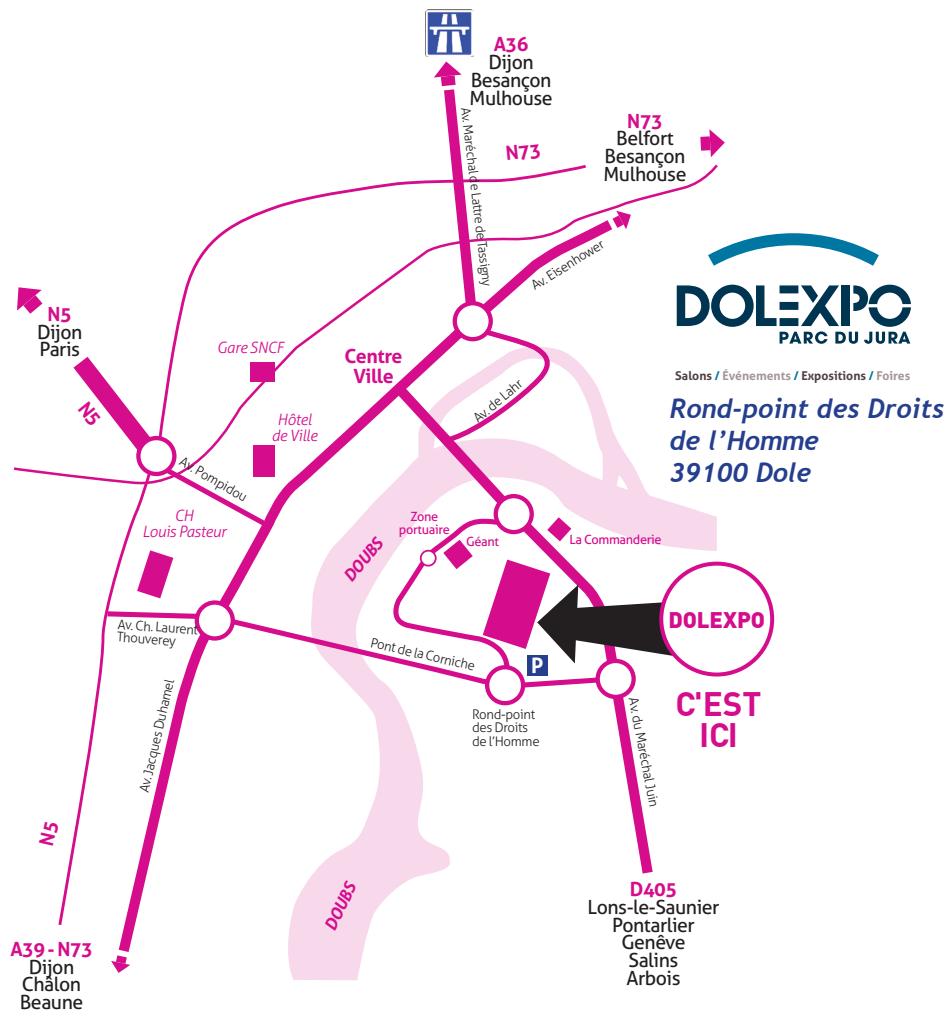 A36
Dijon
Besançon
Mulhouse
N73
Belfort
Besançon
Mulhouse
N73
Av. Maréchal de Lattre de Tassigny
Av. Eisenhower
N5
Dijon
Paris
N5
Gare SNCF
Centre
Ville
Av. de Lahr
Hôtel
de Ville
Av. Pompidou
CH
Louis Pasteur
DOLEXPO
PARC DU JURA
Salons / Événements / Expositions / Foires
Rond-point des Droits
de l'Homme
39100 Dole
Zone
portuaire
Géant
La Commanderie
DOUBS
DOLEXPO
C'EST
ICI
P
Av. Ch. Laurent
Thouverey
Pont de la Corniche
Rond-point
des Droits
de l'Homme
Av. Jacques Duhamel
Av. du Maréchal Juin
N5
DOUBS
A39 - N73
Dijon
Châlon
Beaune
D405
Lons-le-Saunier
Pontarlier
Genêve
Salins
Arbois